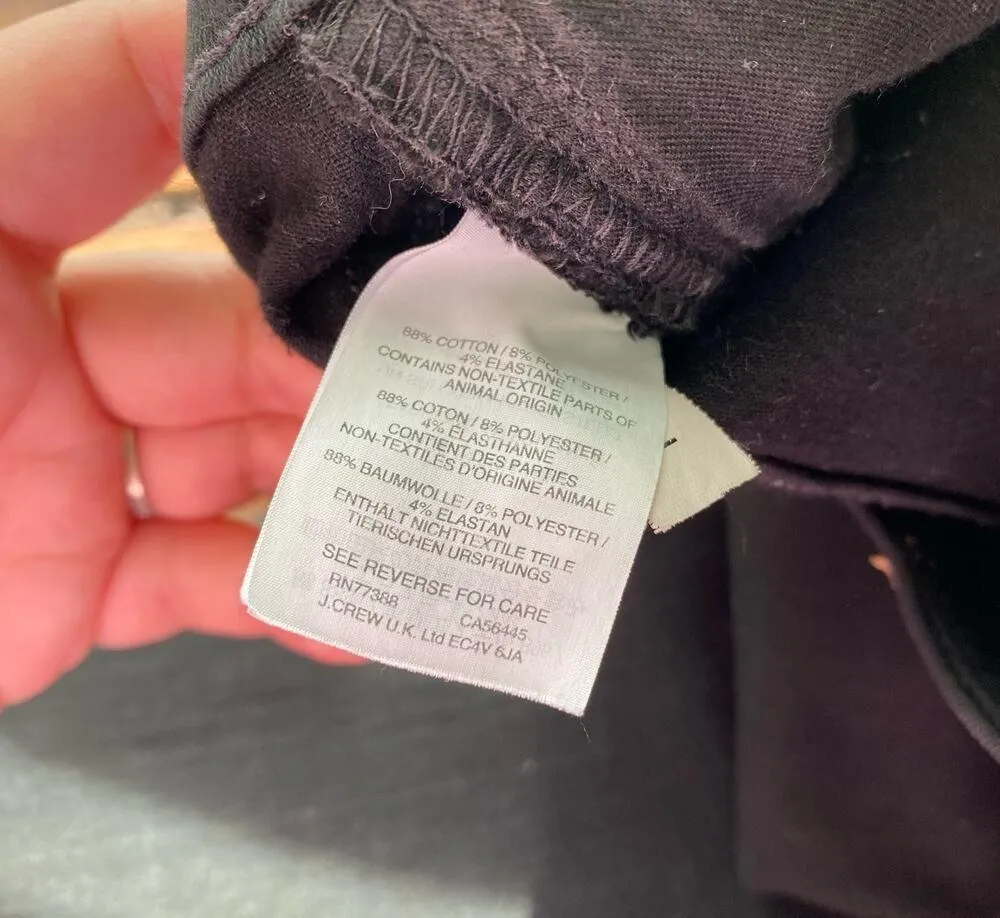 88% COTTON / 8% POLYESTER /
4% ELASTANE
CONTAINS NON-TEXTILE PARTS OF
ANIMAL ORIGIN
88% COTON / 8% POLYESTER /
4% ÉLASTHANNE
CONTIENT DES PARTIES
NON-TEXTILES D'ORIGINE ANIMALE
88% BAUMWOLLE / 8% POLYESTER /
4% ELASTAN
ENTHÄLT NICHTTEXTILE TEILE
TIERISCHEN URSPRUNGS
SEE REVERSE FOR CARE
RN77388 CA56445
J.CREW U.K. Ltd EC4V 6JA